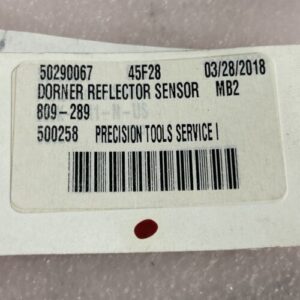 50290067 45F28 03/28/2018
DORNER REFLECTOR SENSOR MB2
809-289
500258 PRECISION TOOLS SERVICE I